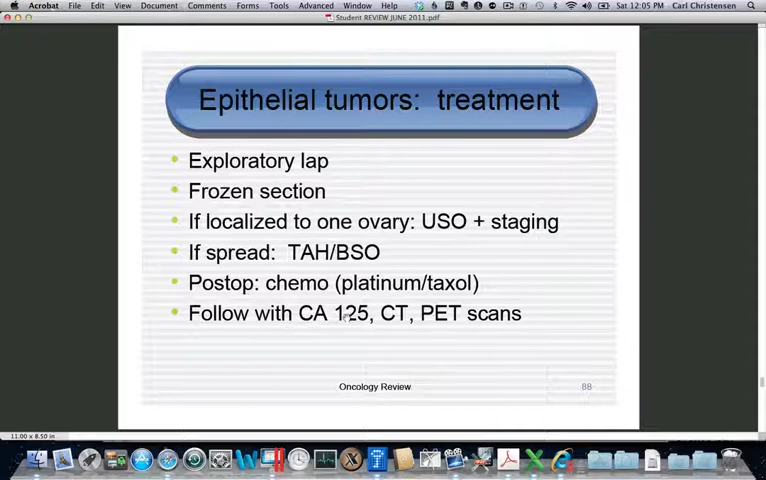 Acrobat File Edit View Document Comments Forms Tools Advanced Window Help Sat 12:05 PM Carl Christensen
Student REVIEW JUNE 2011.pdf
Epithelial tumors: treatment
Exploratory lap
Frozen section
If localized to one ovary: USO + staging
If spread: TAH/BSO
Postop: chemo (platinum/taxol)
Follow with CA 125, CT, PET scans
Oncology Review
88
11.00 x 8.50 in